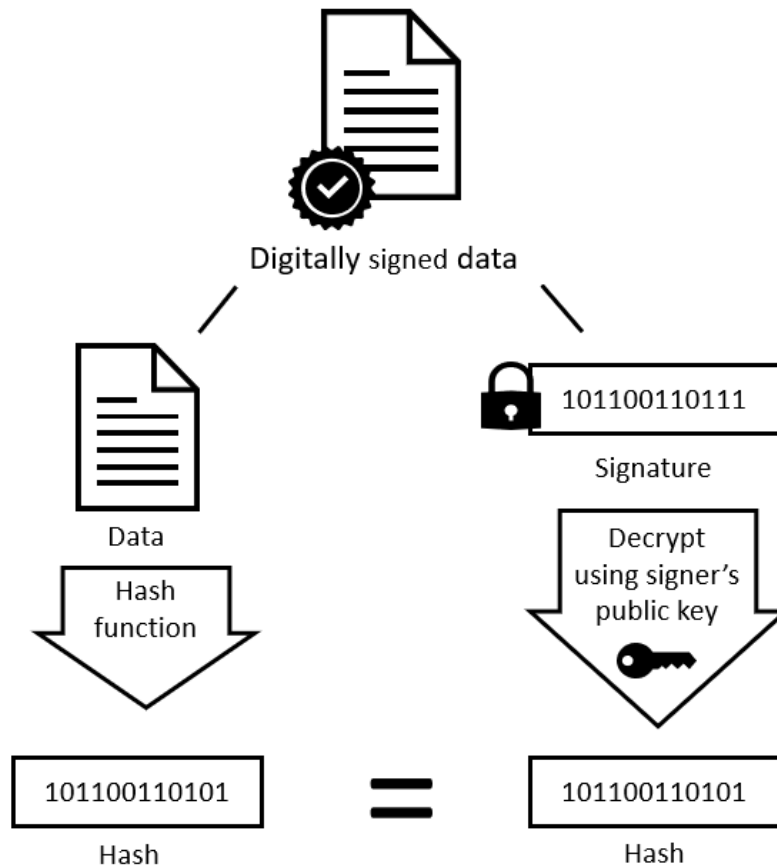 Digitally signed data
101100110111
Signature
Data
Decrypt
using signer's
public key
Hash
function
101100110101
=
101100110101
Hash
Hash